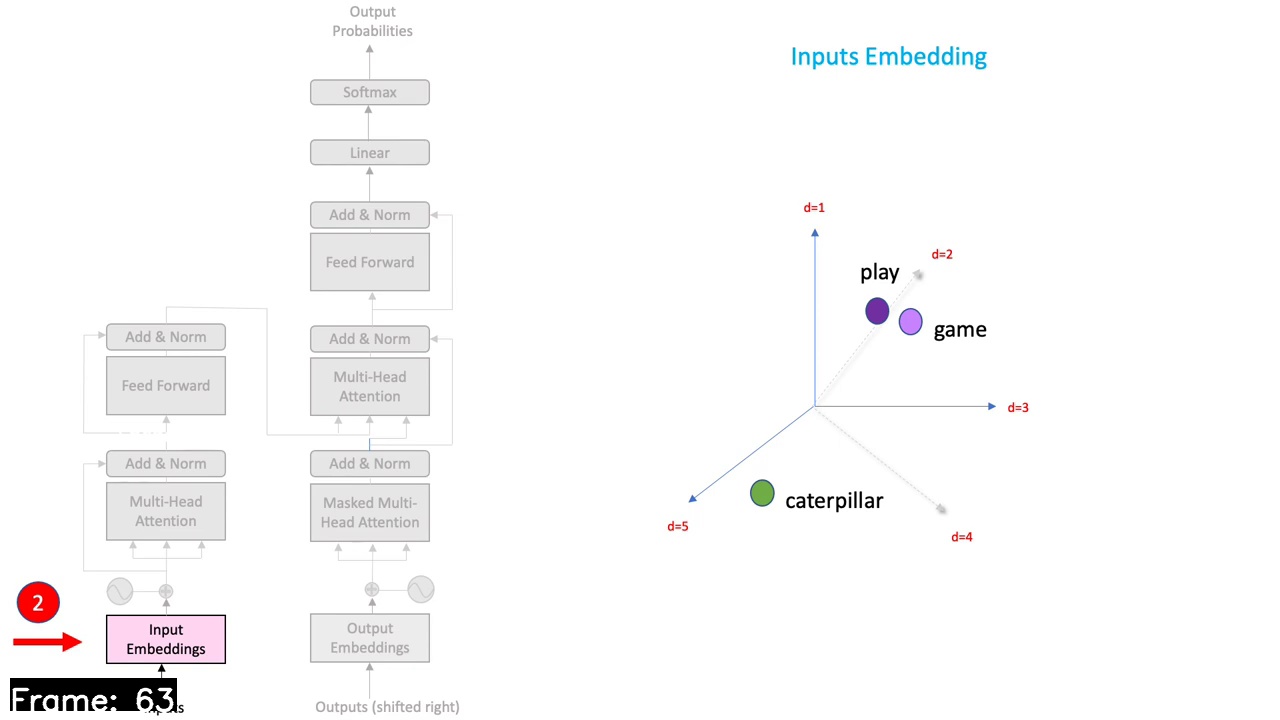 Output
Probabilities
Softmax
Linear
Add & Norm
Feed Forward
Add & Norm
Multi-Head
Attention
Add & Norm
Masked Multi-
Head Attention
Output
Embeddings
Outputs (shifted right)
Add & Norm
Feed Forward
Add & Norm
Multi-Head
Attention
2
Input
Embeddings
Frame: 63
Inputs Embedding
d=1
d=2
play
game
d=3
caterpillar
d=5
d=4